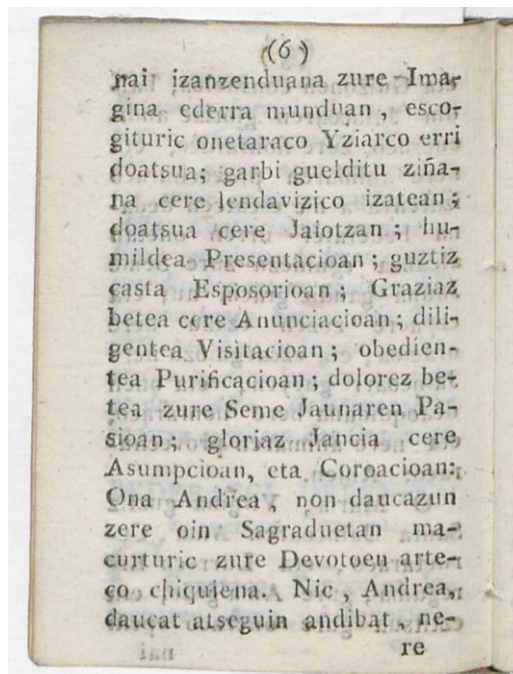 (6)
nai izanzenduana zure Ima-
gina ederra munduan , esco-
gituric onetaraco Yziarco erri
doatsua; garbi guelditu ziña-
na cere lendavizico izatean ;
doatsua cere Jaiotzan ; hu-
mildea Presentacioan ; guztiz
casta Esposorioan ; Graziaz
betea cere Anunciacioan ; dili-
gentea Visitacioan ; obedien-
tea Purificacioan ; dolorez be-
tea zure Seme Jaunaren Pa-
sioan ; gloriaz Jancia cere
Asumpcioan, eta Coroacioan:
Ona Andrea , non daucazun
zere oin Sagraduetan ma-
curturic zure Devotoen arte-
co chiquiena. Nic , Andrea,
daucat atseguin andibat , ne-
re